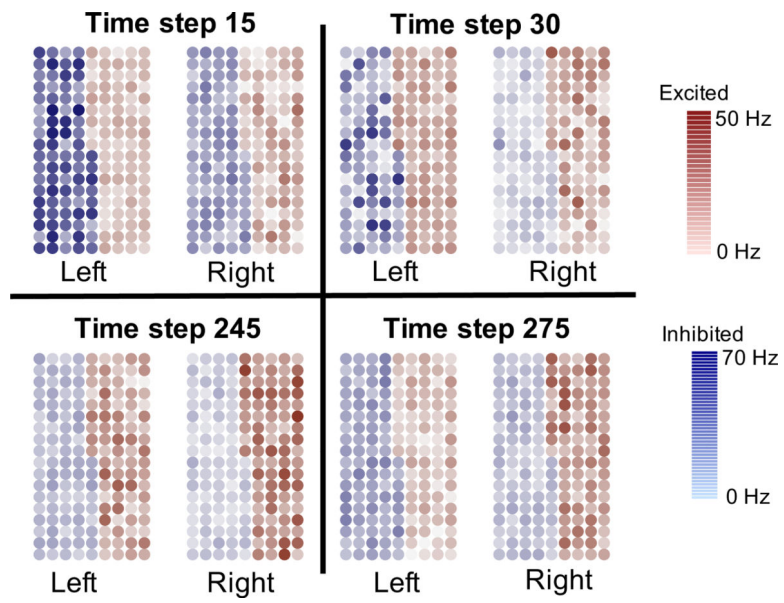 Time step 15
Time step 30
Left
Right
Left
Right
Excited
50 Hz
0 Hz
Time step 245
Time step 275
Left
Right
Left
Right
Inhibited
70 Hz
0 Hz